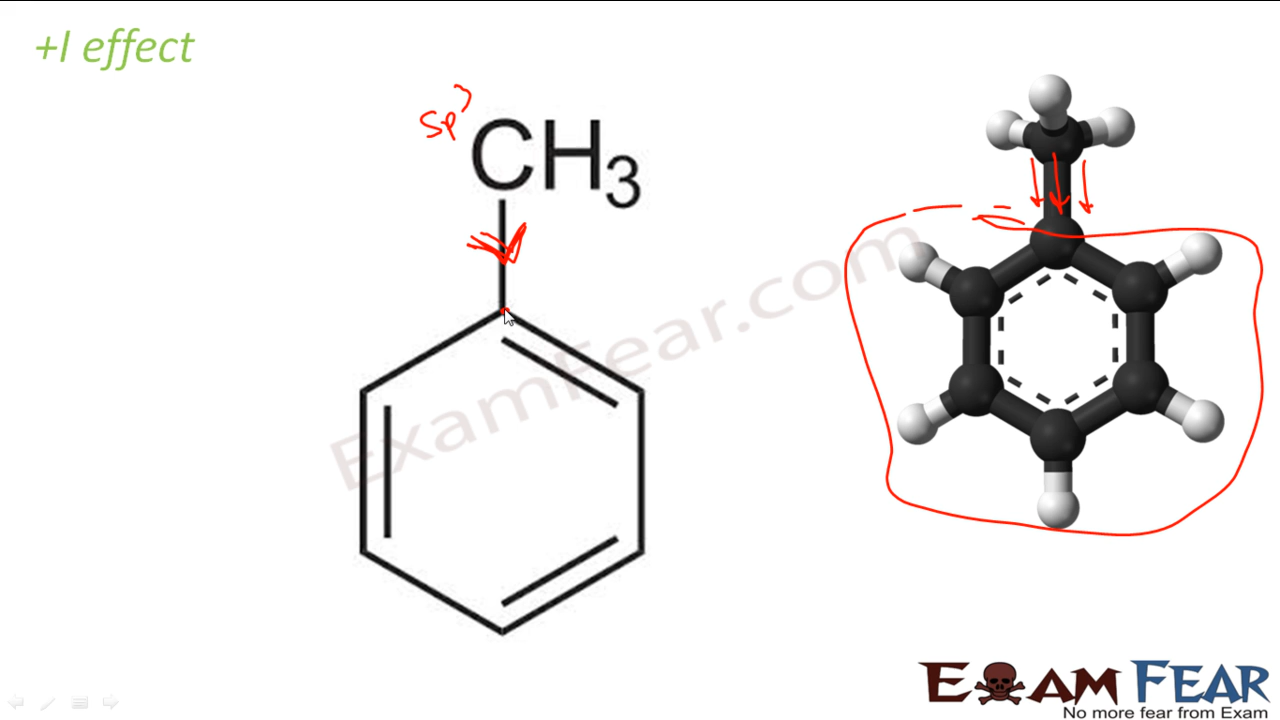 +I effect
sp3
CH3
ExamFear.com
EXAM FEAR
No more fear from Exam